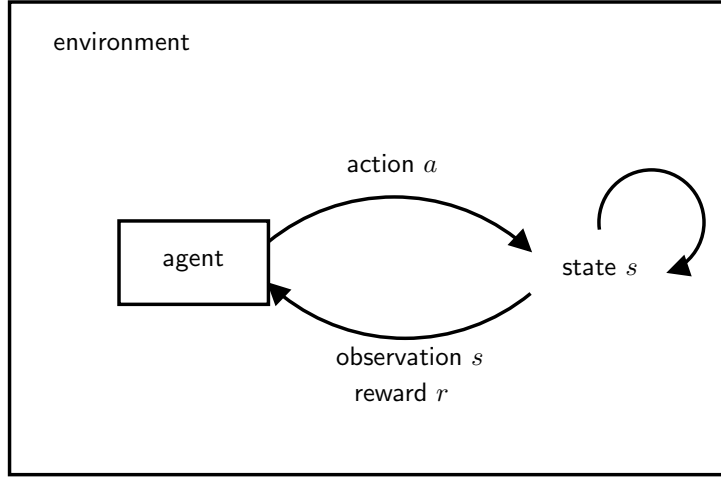 environment
action a
agent
state s
observation s
reward r